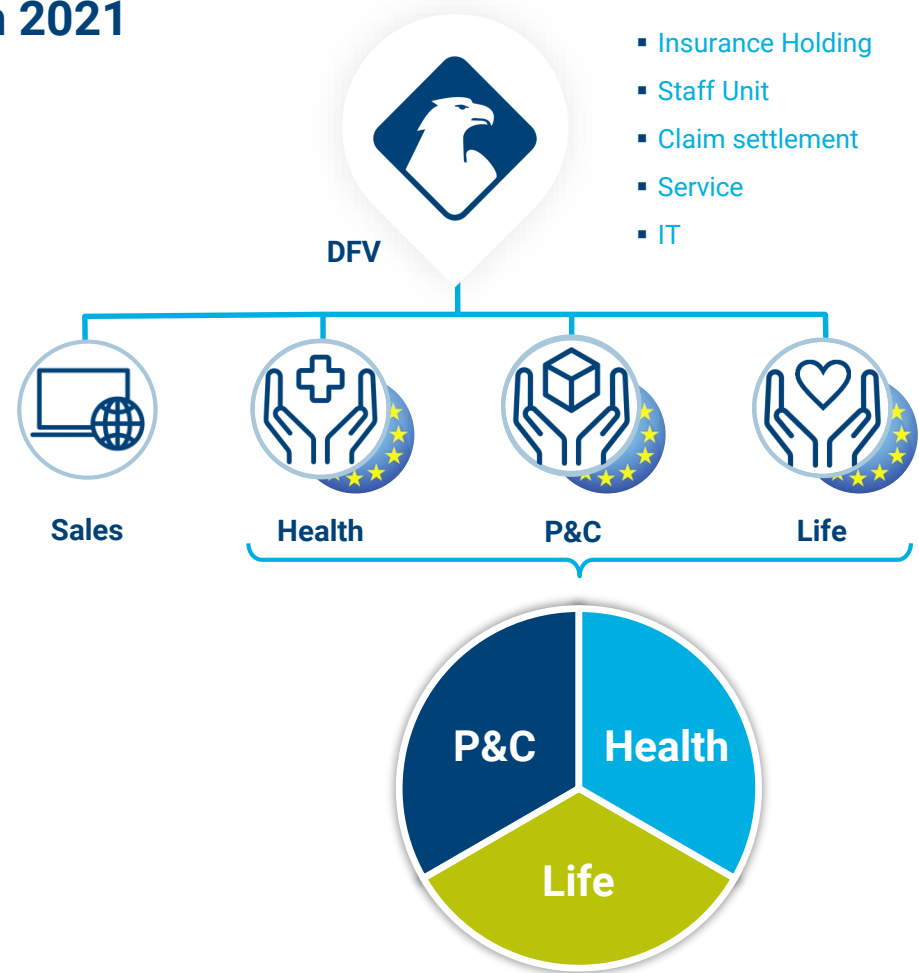 2021
Insurance Holding
Staff Unit
Claim settlement
Service
IT
DFV
Sales
Health
P&C
Life
P&C
Health
Life